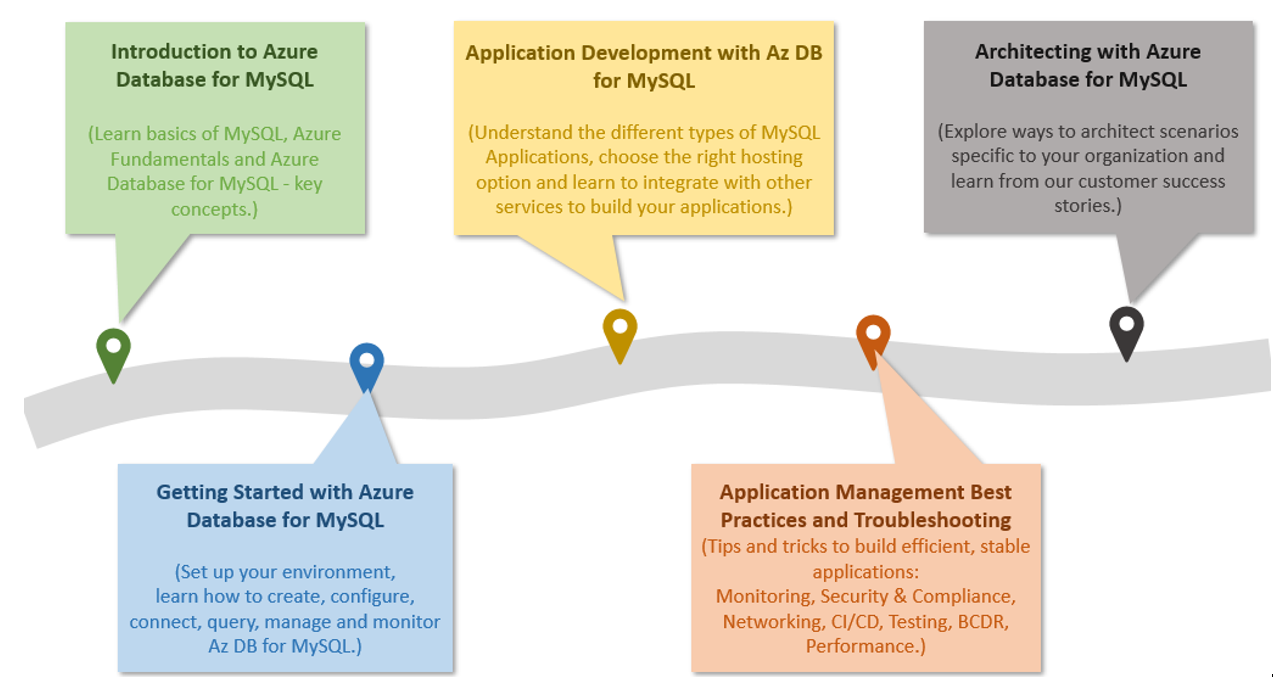 Introduction to Azure
Database for MySQL
(Learn basics of MySQL, Azure
Fundamentals and Azure
Database for MySQL - key
concepts.)
Getting Started with Azure
Database for MySQL
(Set up your environment,
learn how to create, configure,
connect, query, manage and monitor
Az DB for MySQL.)
Application Development with Az DB
for MySQL
(Understand the different types of MySQL
Applications, choose the right hosting
option and learn to integrate with other
services to build your applications.)
Application Management Best
Practices and Troubleshooting
(Tips and tricks to build efficient, stable
applications:
Monitoring, Security & Compliance,
Networking, CI/CD, Testing, BCDR,
Performance.)
Architecting with Azure
Database for MySQL
(Explore ways to architect scenarios
specific to your organization and
learn from our customer success
stories.)